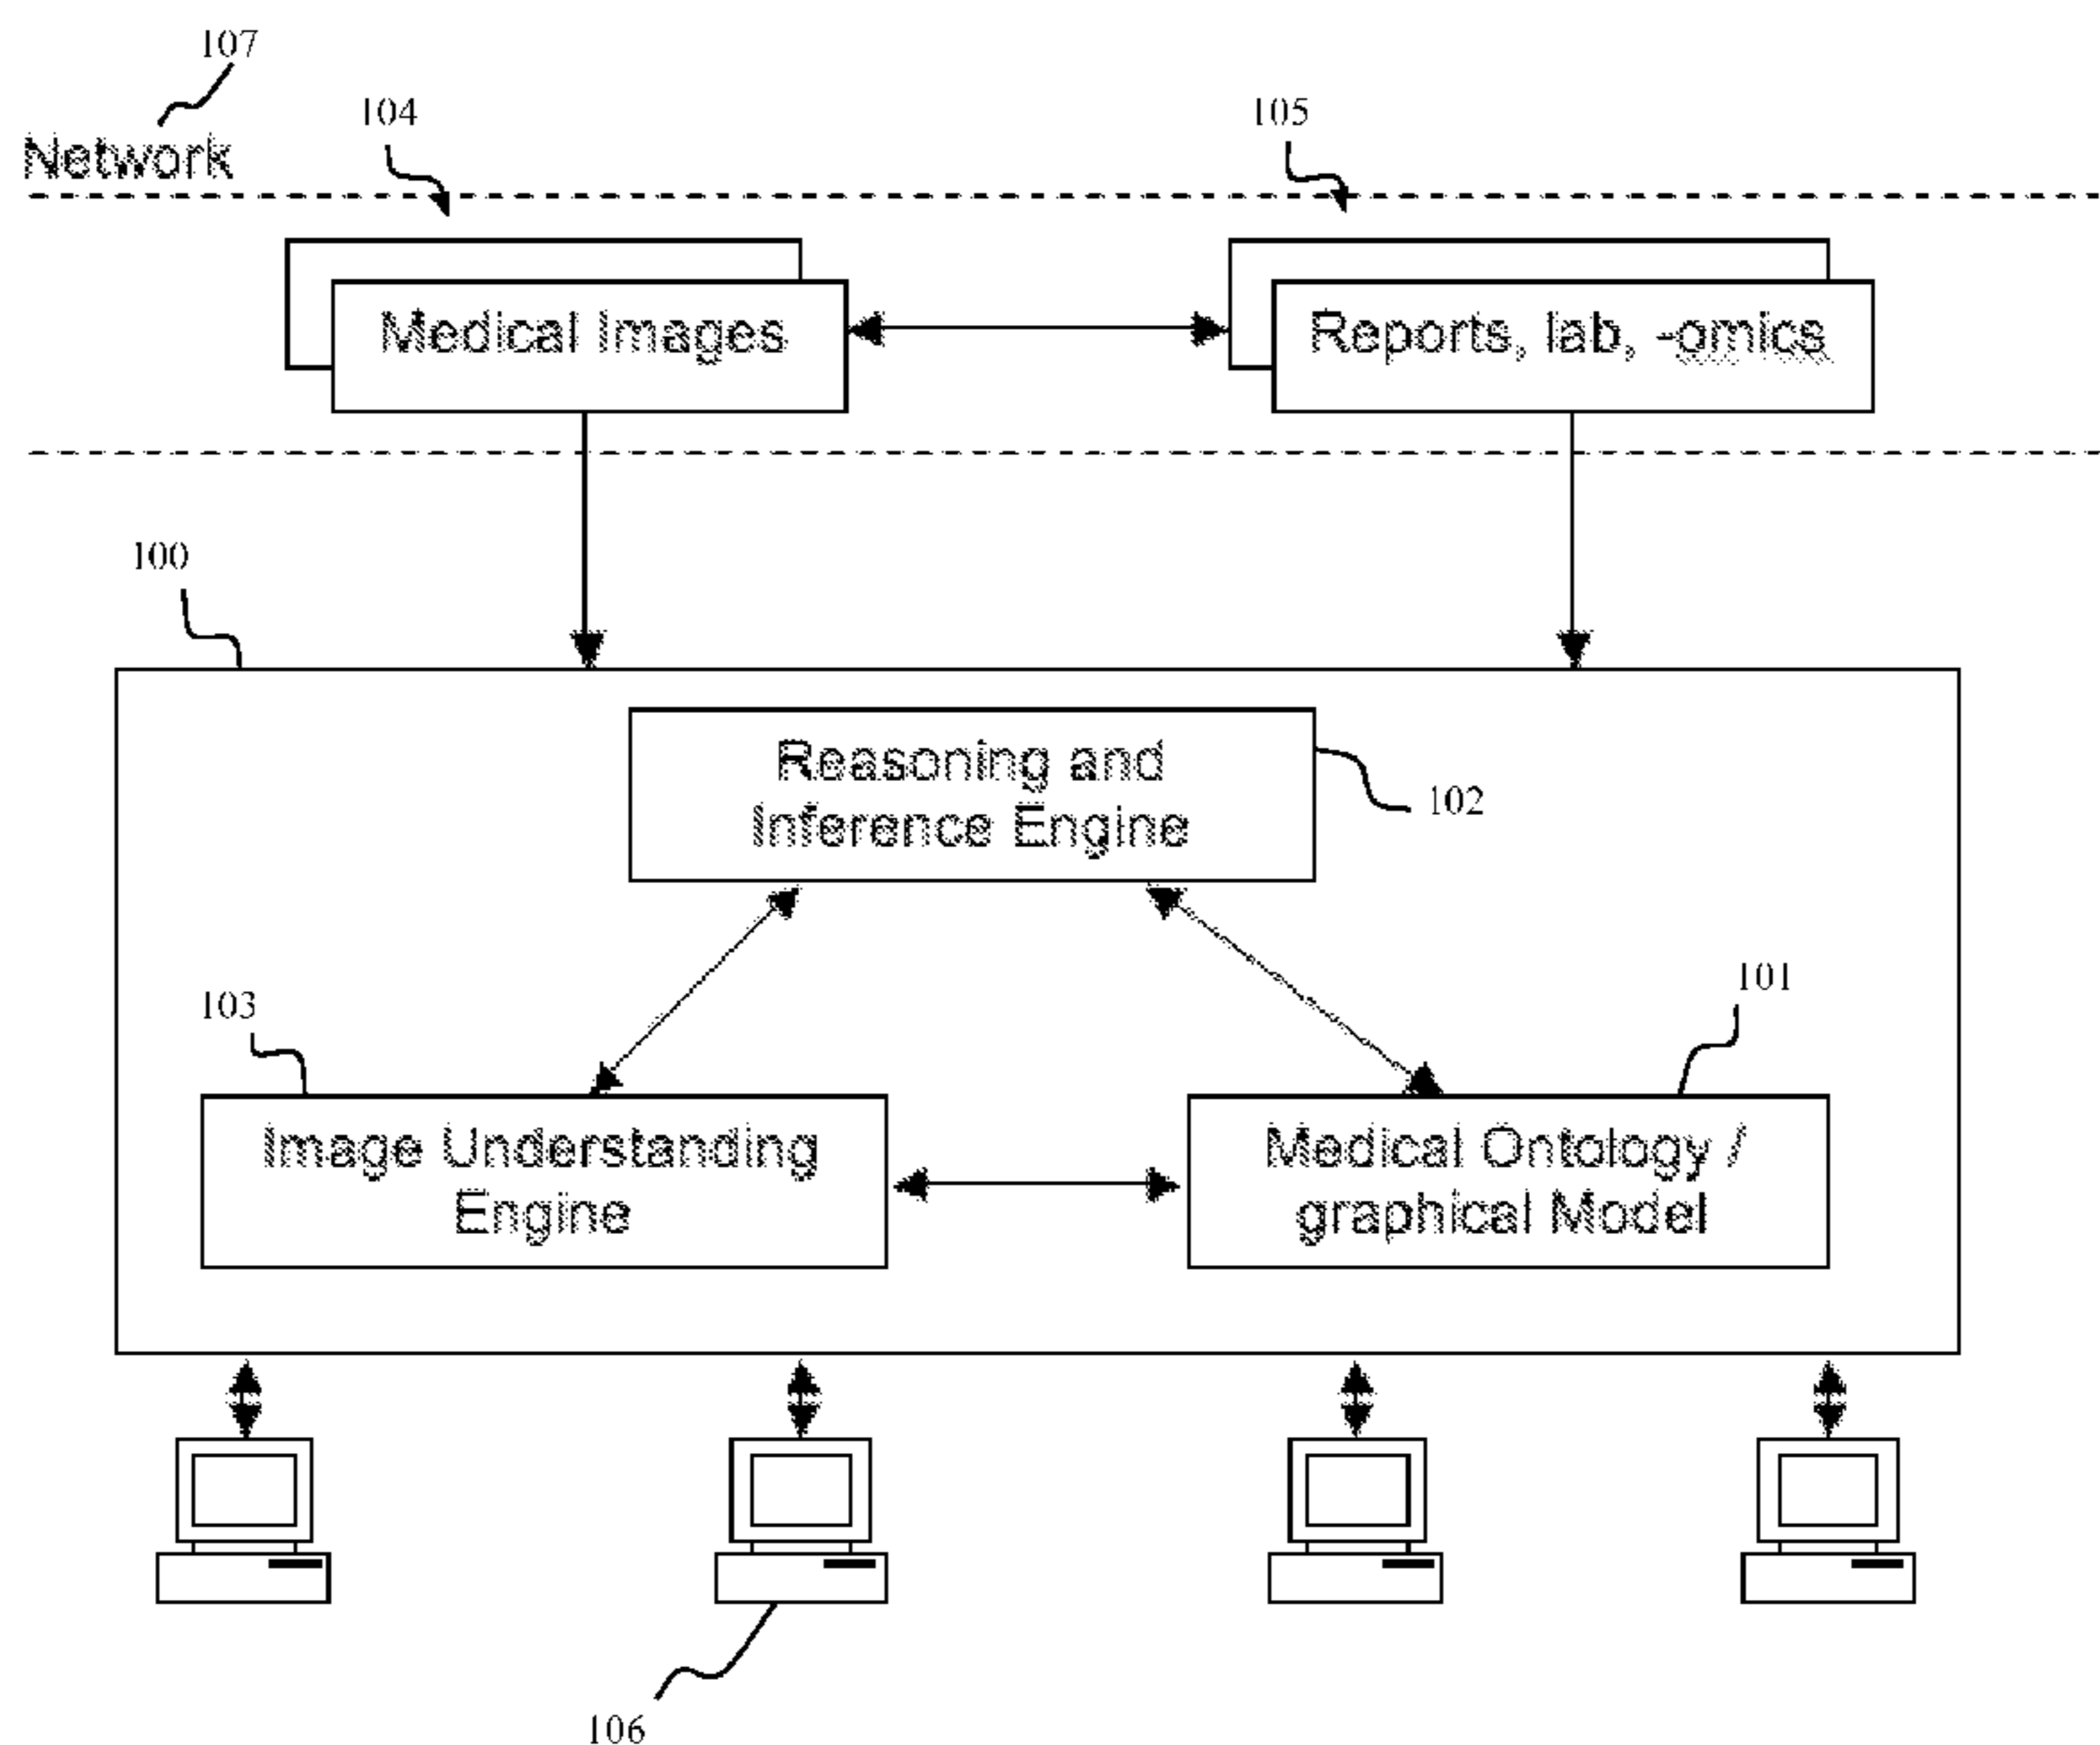 107
104
105
Network
Medical Images
Reports, lab, -omics
100
Reasoning and
Inference Engine
102
101
103
Image Understanding
Engine
Medical Ontology /
graphical Model
106